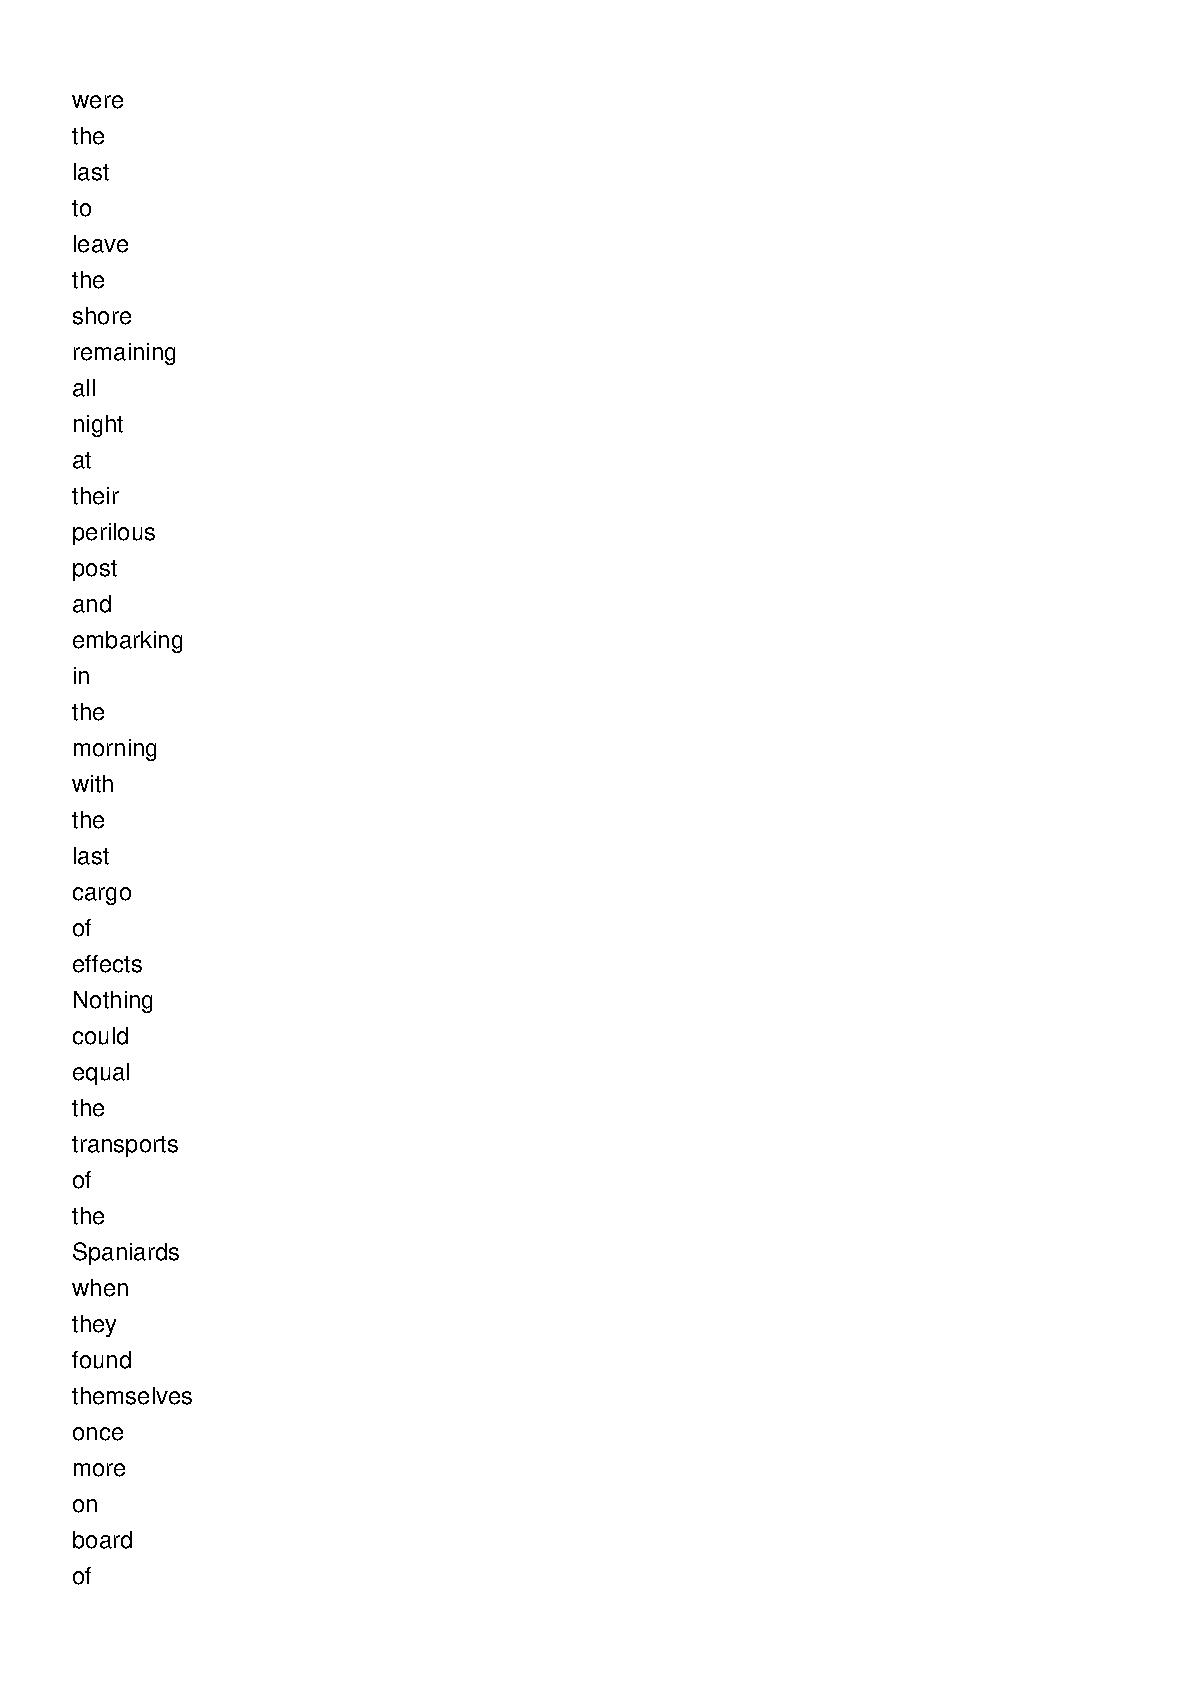 were
the
last
to
leave
the
shore
remaining
all
night
at
their
perilous
post
and
embarking
in
the
morning
with
the
last
cargo
of
effects
Nothing
could
equal
the
transports
of
the
Spaniards
when
they
found
themselves
once
more
on
board
of